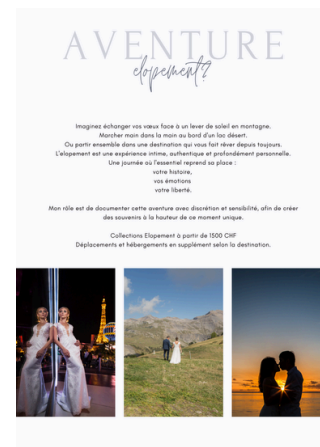 AVENTURE
elopement?
Imaginez échanger vos vœux face à un lever de soleil en montagne.
Marcher main dans la main au bord d'un lac désert.
Ou partir ensemble dans une destination qui vous fait rêver depuis toujours.
L'elopement est une expérience intime, authentique et profondément personnelle.
Une journée où l'essentiel reprend sa place :
votre histoire,
vos émotions
votre liberté.
Mon rôle est de documenter cette aventure avec discrétion et sensibilité, afin de créer
des souvenirs à la hauteur de ce moment unique.
Collections Elopement à partir de 1500 CHF
Déplacements et hébergements en supplément selon la destination.